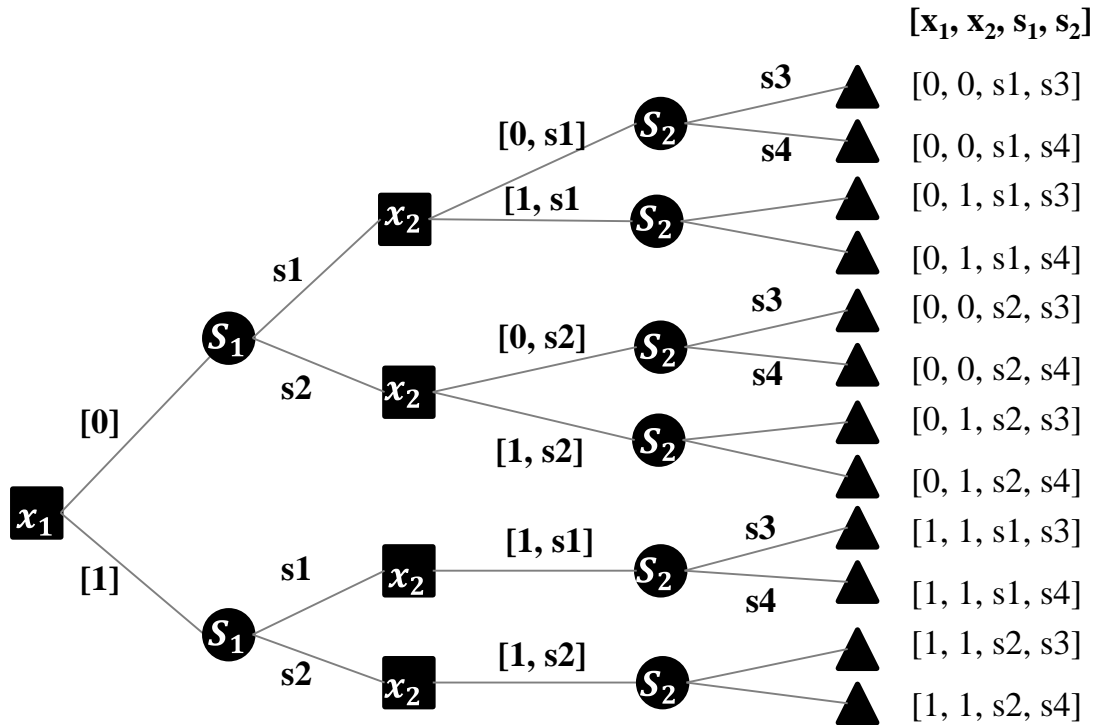 [x₁, x₂, s₁, s₂]
s3
[0, 0, s1, s3]
S₂
[0, s1]
s4
[0, 0, s1, s4]
[1, s1
[0, 1, s1, s3]
x₂
S₂
s1
[0, 1, s1, s4]
s3
[0, 0, s2, s3]
S₁
[0, s2]
S₂
s2
s4
[0, 0, s2, s4]
x₂
[0]
[0, 1, s2, s3]
[1, s2]
S₂
[0, 1, s2, s4]
x₁
s3
[1, 1, s1, s3]
[1, s1]
[1]
s1
x₂
S₂
s4
[1, 1, s1, s4]
S₁
[1, 1, s2, s3]
[1, s2]
s2
x₂
S₂
[1, 1, s2, s4]